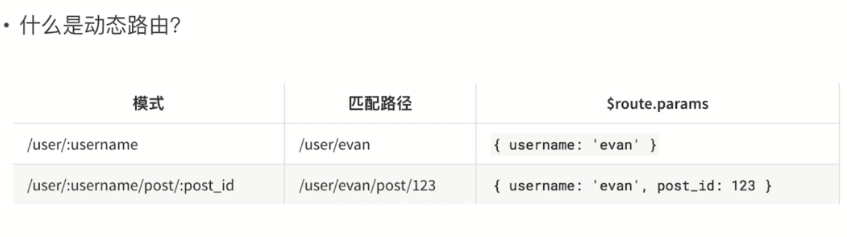 • 什么是动态路由？
模式 匹配路径 $route.params
/user/:username /user/evan { username: 'evan' }
/user/:username/post/:post_id /user/evan/post/123 { username: 'evan', post_id: 123 }